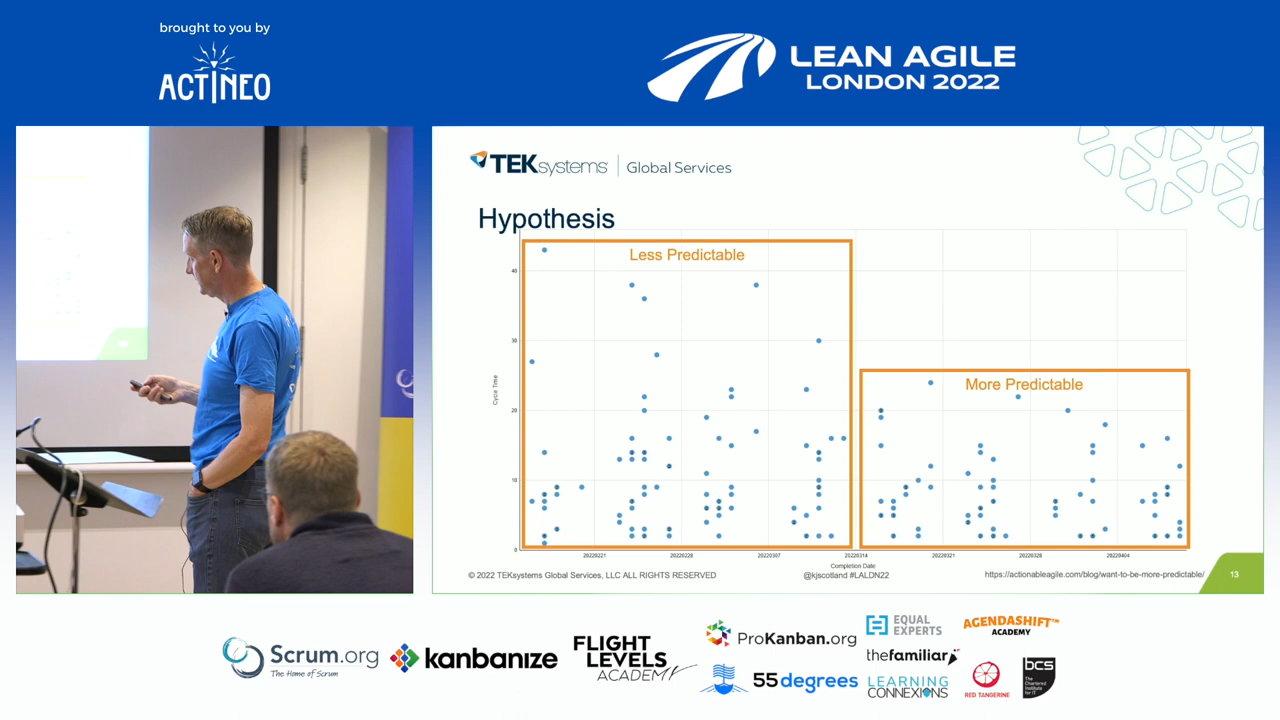 brought to you by
ACTINEO
LEAN AGILE
LONDON 2022
TEKsystems | Global Services
Hypothesis
Less Predictable
More Predictable
40
30
20
10
0
Cycle Time
20220221
20220228
20220307
20220314
20220321
20220328
20220404
Completion Date
© 2022 TEKsystems Global Services, LLC ALL RIGHTS RESERVED
@kjscotland #LALDN22
https://actionableagile.com/blog/want-to-be-more-predictable/
13
Scrum.org
The Home of Scrum
kanbanize
FLIGHT
LEVELS
ACADEMY
ProKanban.org
55degrees
EQUAL
EXPERTS
thefamiliar
LEARNING
CONNEXIONS
AGENDASHIFT™
ACADEMY
RED TANGERINE
bcs
The
Chartered
Institute
for IT